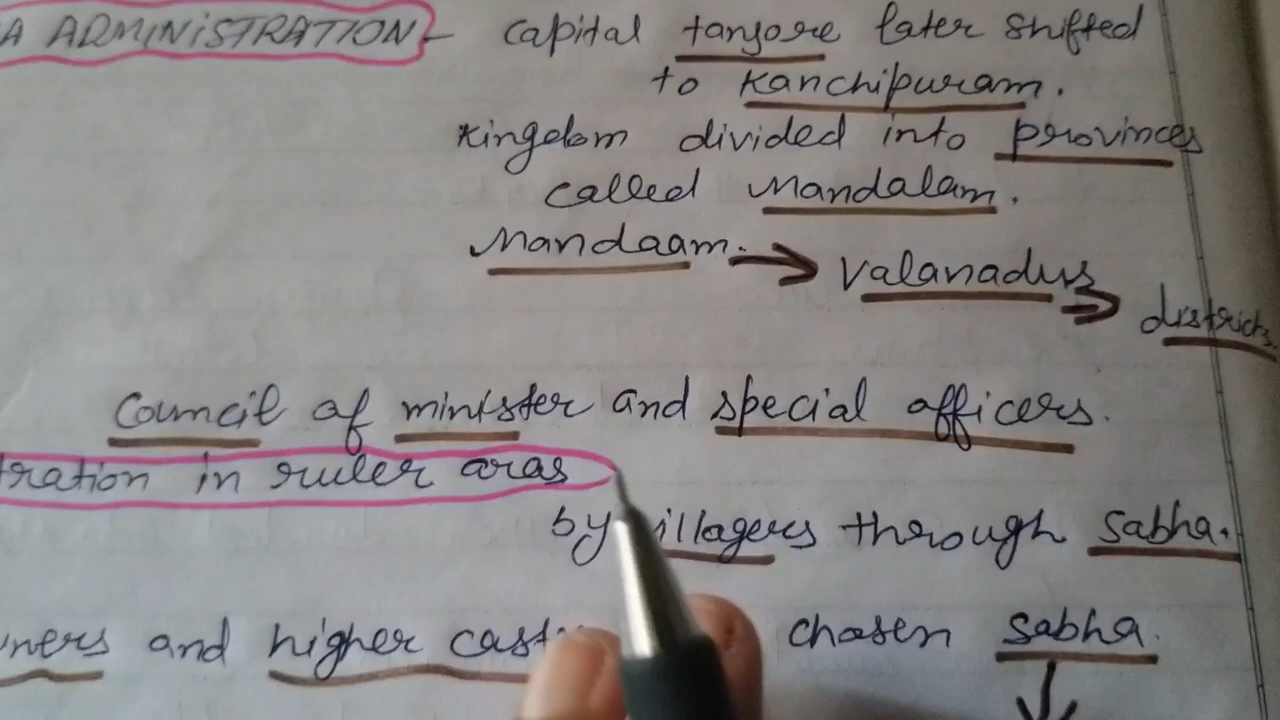 A ADMINISTRATION - Capital tanjore later shifted
to Kanchipuram.
Kingdom divided into provinces
called Mandalam.
Mandaam. → Valanadus → districts.
Council of minister and special officers.
tration in ruler aras
by villagers through sabha.
wners and higher cast chosen sabha.